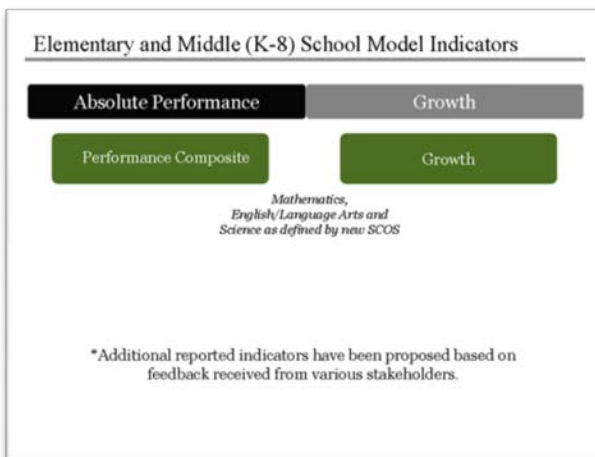 Elementary and Middle (K-8) School Model Indicators
Absolute Performance
Growth
Performance Composite
Growth
Mathematics,
English/Language Arts and
Science as defined by new SCOS
*Additional reported indicators have been proposed based on
feedback received from various stakeholders.